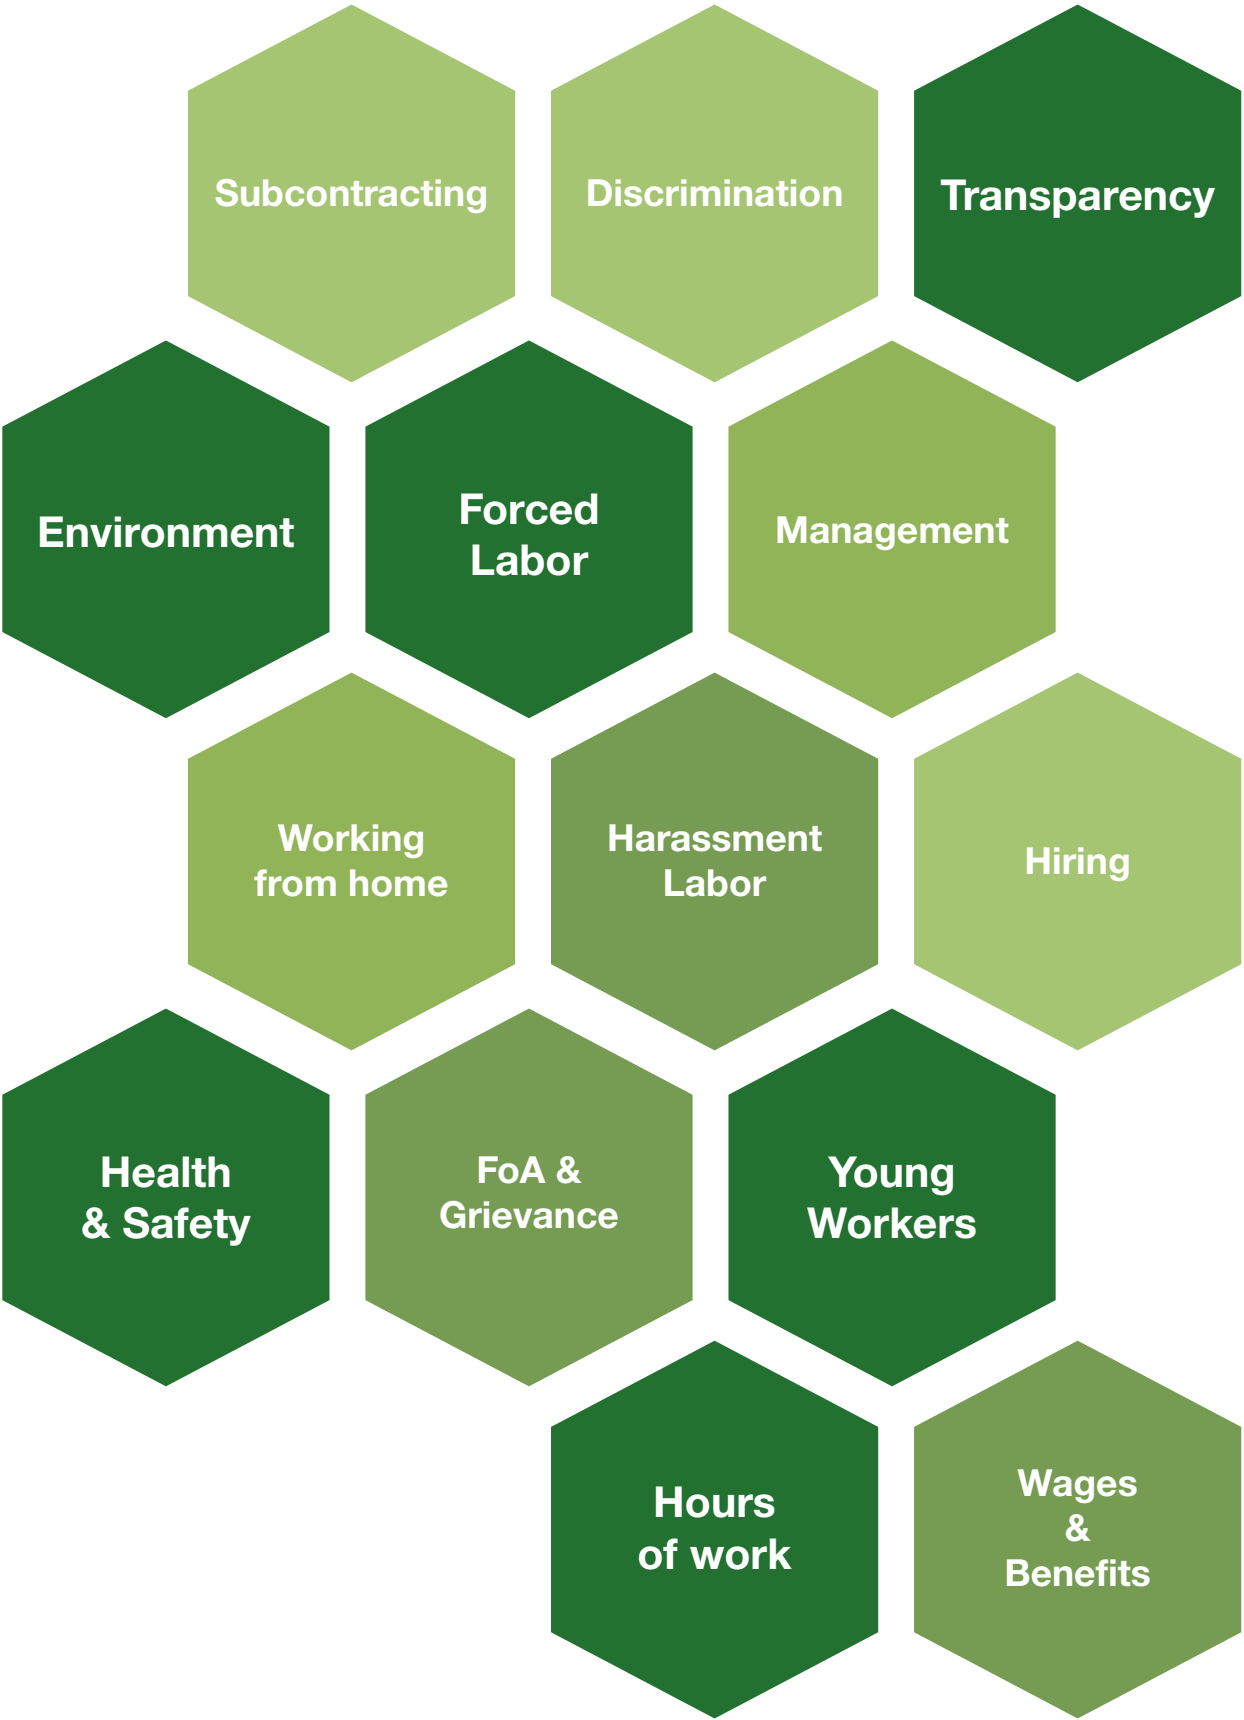 Subcontracting
Discrimination
Transparency
Environment
Forced
Labor
Management
Working
from home
Harassment
Labor
Hiring
Health
& Safety
FoA &
Grievance
Young
Workers
Hours
of work
Wages
&
Benefits